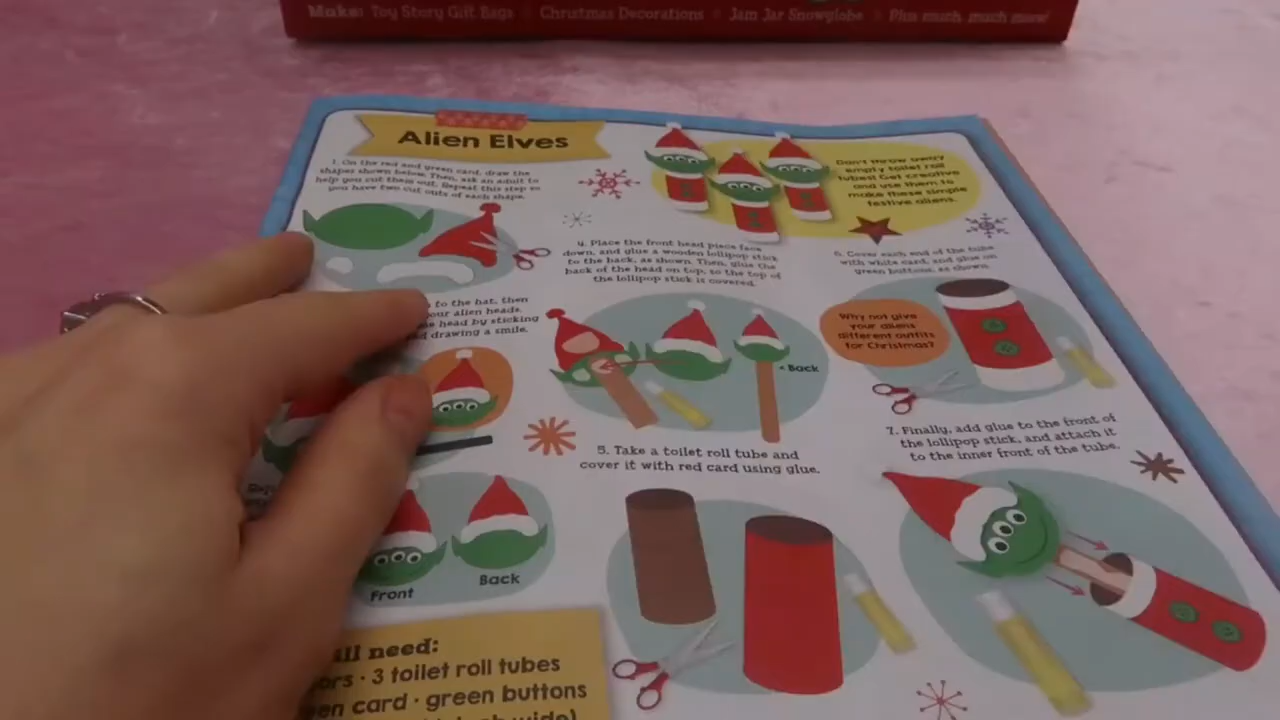 Make: Toy Story Gift Bags Christmas Decorations Jam Jar Snowglobe Plus much, much more!
Alien Elves
1. On the red and green card, draw the
shapes shown below. Then, ask an adult to
help you cut them out. Repeat this step so
you have two cut outs of each shape.
Don't throw away
empty toilet roll
tubes! Get creative
and use them to
make these simple
festive aliens.
to the hat, then
our alien heads.
head by sticking
drawing a smile.
Front
Back
4. Place the front head piece face
down, and glue a wooden lollipop stick
to the back, as shown. Then, glue the
back of the head on top, so the top of
the lollipop stick is covered.
Back
5. Take a toilet roll tube and
cover it with red card using glue.
6. Cover each end of the tube
with white card, and glue on
green buttons, as shown.
Why not give
your aliens
different outfits
for Christmas?
7. Finally, add glue to the front of
the lollipop stick, and attach it
to the inner front of the tube.
need:
· 3 toilet roll tubes
card · green buttons
wide)